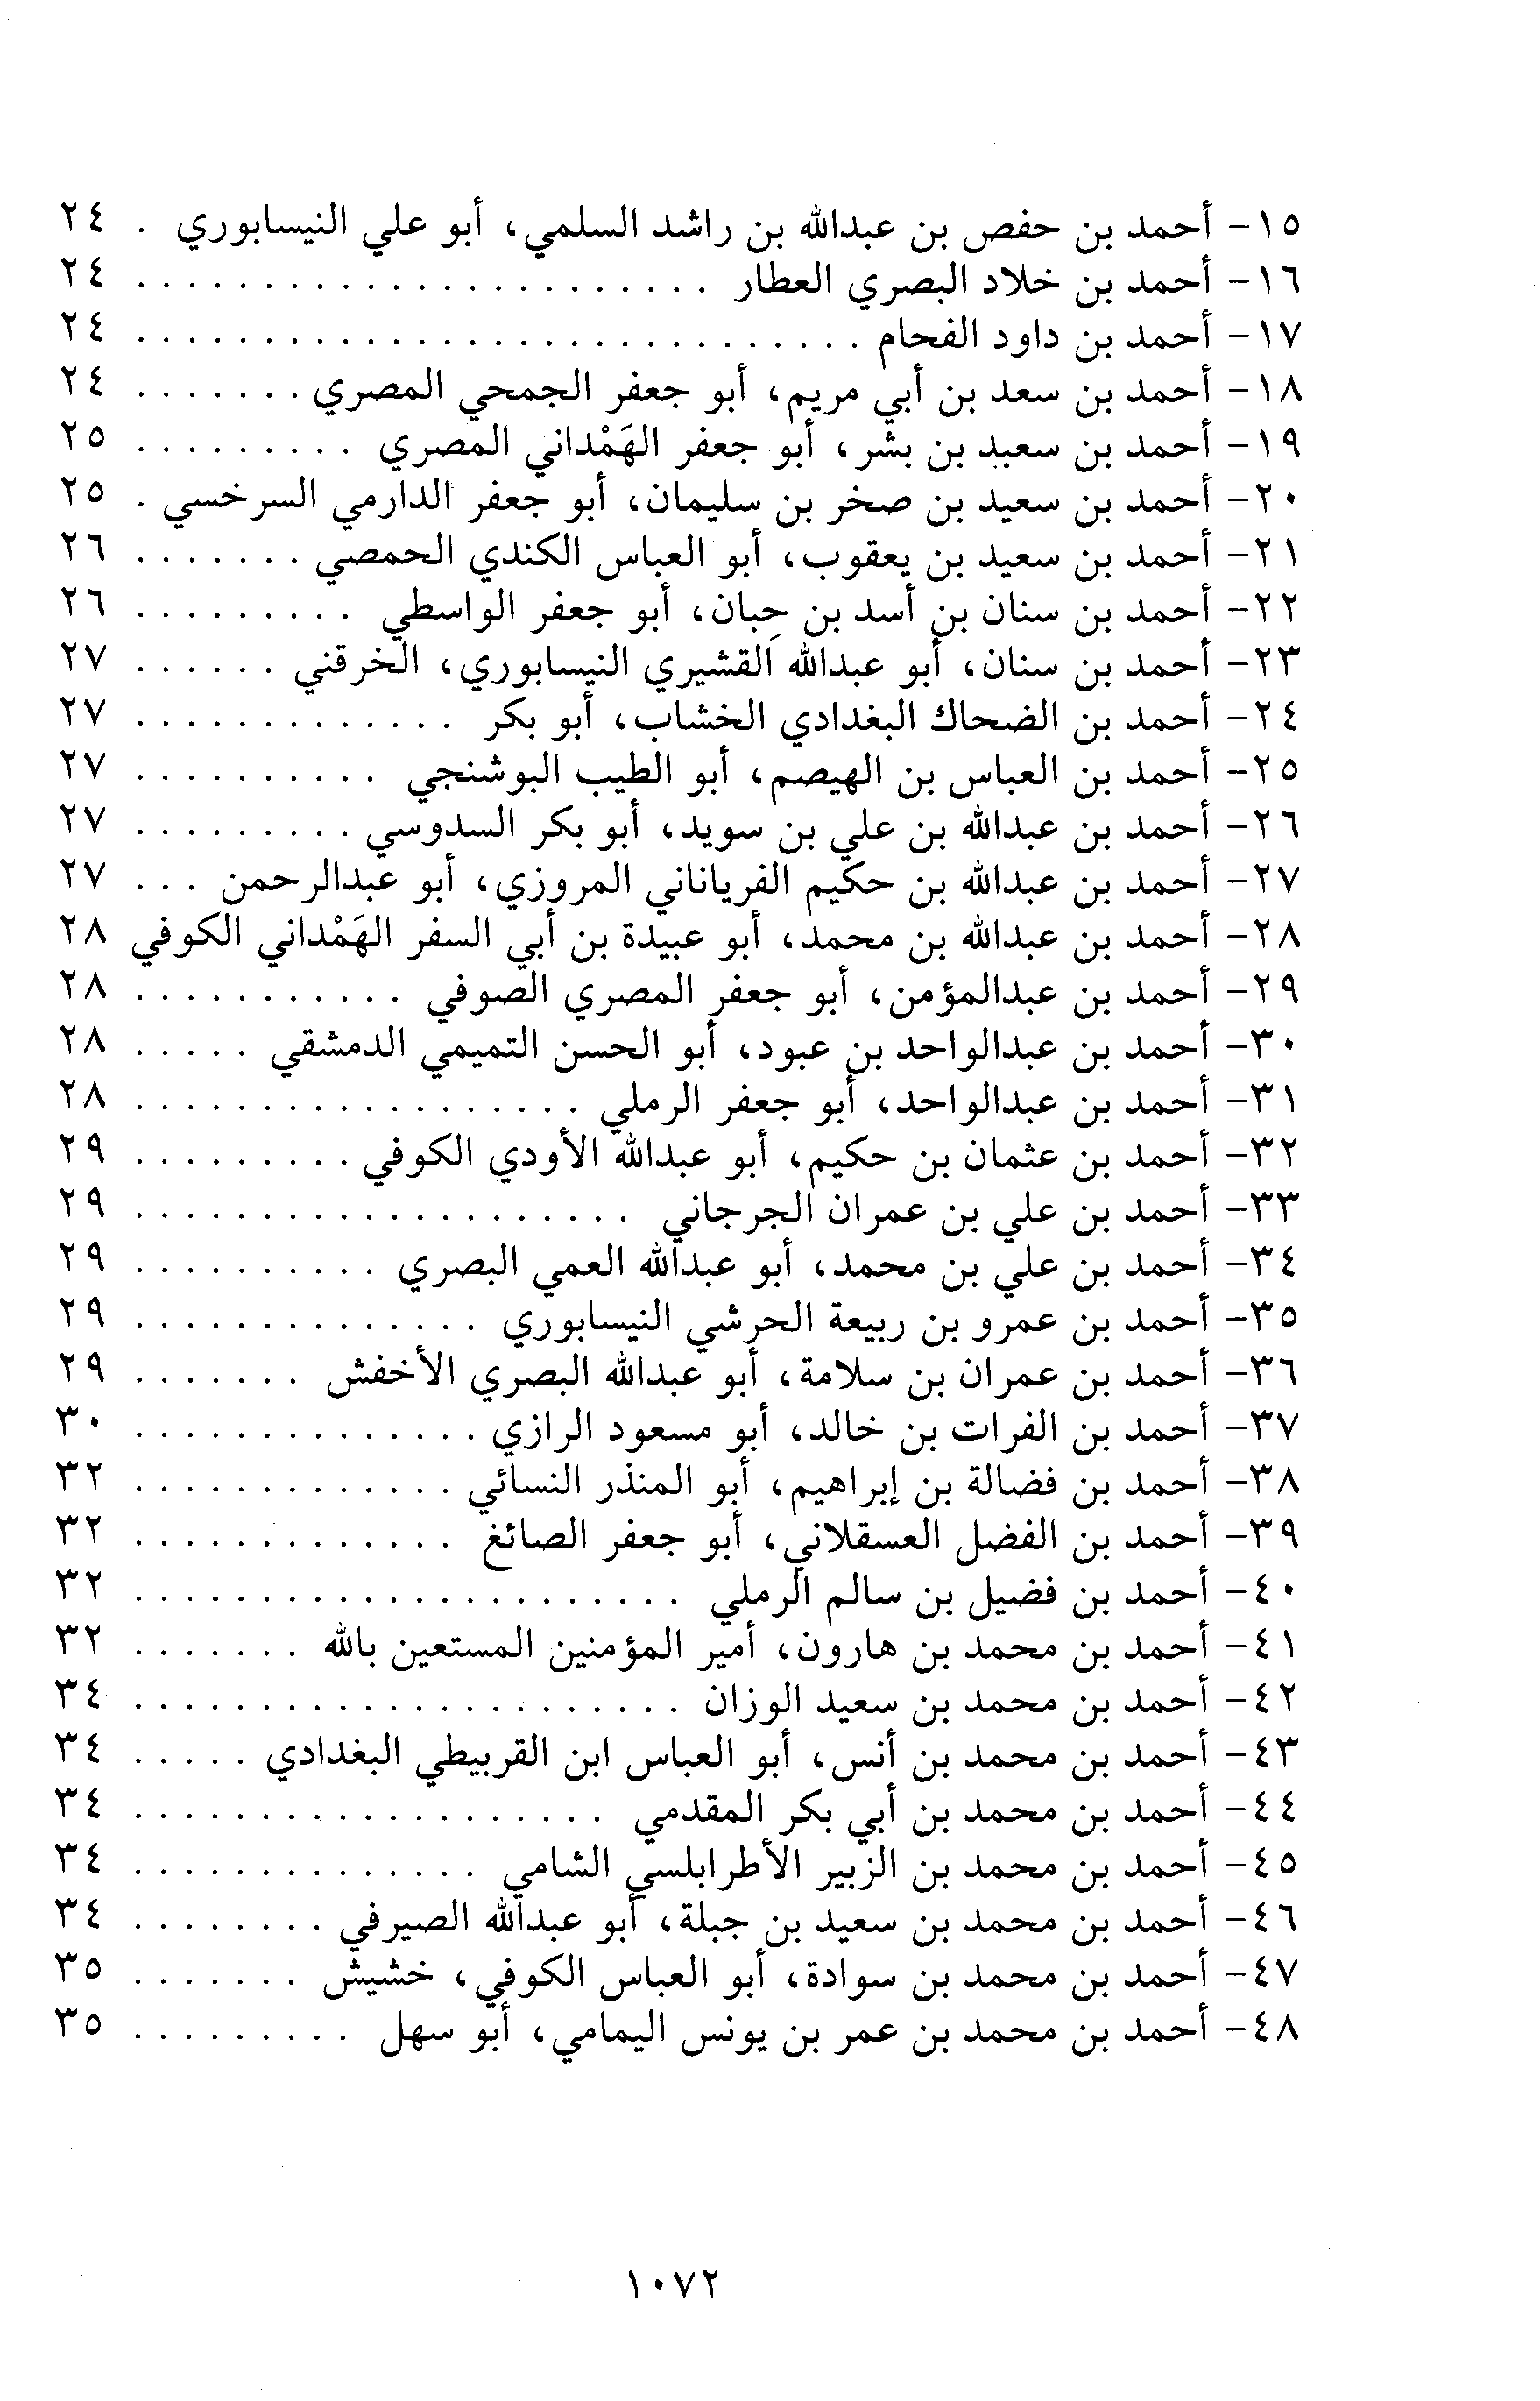 ١٥- أحمد بن حفص بن عبدالله بن راشد السلمي، أبو علي النيسابوري . ٢٤
١٦- أحمد بن خلاد البصري العطار . . . . . . . . . . . . . . . . . . . . . . . ٢٤
١٧- أحمد بن داود الفحام . . . . . . . . . . . . . . . . . . . . . . . . . . . . . ٢٤
١٨- أحمد بن سعد بن أبي مريم، أبو جعفر الجمحي المصري . . . . . . . ٢٤
١٩- أحمد بن سعيد بن بشر، أبو جعفر الهَمْداني المصري . . . . . . . . . ٢٥
٢٠- أحمد بن سعيد بن صخر بن سليمان، أبو جعفر الدارمي السرخسي . ٢٥
٢١- أحمد بن سعيد بن يعقوب، أبو العباس الكندي الحمصي . . . . . . . ٢٦
٢٢- أحمد بن سنان بن أسد بن حِبان، أبو جعفر الواسطي . . . . . . . . . ٢٦
٢٣- أحمد بن سنان، أبو عبدالله القشيري النيسابوري، الخرقني . . . . . . ٢٧
٢٤- أحمد بن الضحاك البغدادي الخشاب، أبو بكر . . . . . . . . . . . . . ٢٧
٢٥- أحمد بن العباس بن الهيصم، أبو الطيب البوشنجي . . . . . . . . . . ٢٧
٢٦- أحمد بن عبدالله بن علي بن سويد، أبو بكر السدوسي . . . . . . . . . ٢٧
٢٧- أحمد بن عبدالله بن حكيم الفرياناني المروزي، أبو عبدالرحمن . . . ٢٧
٢٨- أحمد بن عبدالله بن محمد، أبو عبيدة بن أبي السفر الهَمْداني الكوفي ٢٨
٢٩- أحمد بن عبدالمؤمن، أبو جعفر المصري الصوفي . . . . . . . . . . . ٢٨
٣٠- أحمد بن عبدالواحد بن عبود، أبو الحسن التميمي الدمشقي . . . . . ٢٨
٣١- أحمد بن عبدالواحد، أبو جعفر الرملي . . . . . . . . . . . . . . . . . . ٢٨
٣٢- أحمد بن عثمان بن حكيم، أبو عبدالله الأودي الكوفي . . . . . . . . . ٢٩
٣٣- أحمد بن علي بن عمران الجرجاني . . . . . . . . . . . . . . . . . . . . ٢٩
٣٤- أحمد بن علي بن محمد، أبو عبدالله العمي البصري . . . . . . . . . . ٢٩
٣٥- أحمد بن عمرو بن ربيعة الحرشي النيسابوري . . . . . . . . . . . . . . ٢٩
٣٦- أحمد بن عمران بن سلامة، أبو عبدالله البصري الأخفش . . . . . . . ٢٩
٣٧- أحمد بن الفرات بن خالد، أبو مسعود الرازي . . . . . . . . . . . . . . ٣٠
٣٨- أحمد بن فضالة بن إبراهيم، أبو المنذر النسائي . . . . . . . . . . . . . ٣٢
٣٩- أحمد بن الفضل العسقلاني، أبو جعفر الصائغ . . . . . . . . . . . . . ٣٢
٤٠- أحمد بن فضيل بن سالم الرملي . . . . . . . . . . . . . . . . . . . . . . ٣٢
٤١- أحمد بن محمد بن هارون، أمير المؤمنين المستعين بالله . . . . . . . ٣٢
٤٢- أحمد بن محمد بن سعيد الوزان . . . . . . . . . . . . . . . . . . . . . . ٣٤
٤٣- أحمد بن محمد بن أنس، أبو العباس ابن القربيطي البغدادي . . . . . ٣٤
٤٤- أحمد بن محمد بن أبي بكر المقدمي . . . . . . . . . . . . . . . . . . . ٣٤
٤٥- أحمد بن محمد بن الزبير الأطرابلسي الشامي . . . . . . . . . . . . . . ٣٤
٤٦- أحمد بن محمد بن سعيد بن جبلة، أبو عبدالله الصيرفي . . . . . . . . ٣٤
٤٧- أحمد بن محمد بن سوادة، أبو العباس الكوفي، خشيش . . . . . . . ٣٥
٤٨- أحمد بن محمد بن عمر بن يونس اليمامي، أبو سهل . . . . . . . . . ٣٥
١٠٧٢